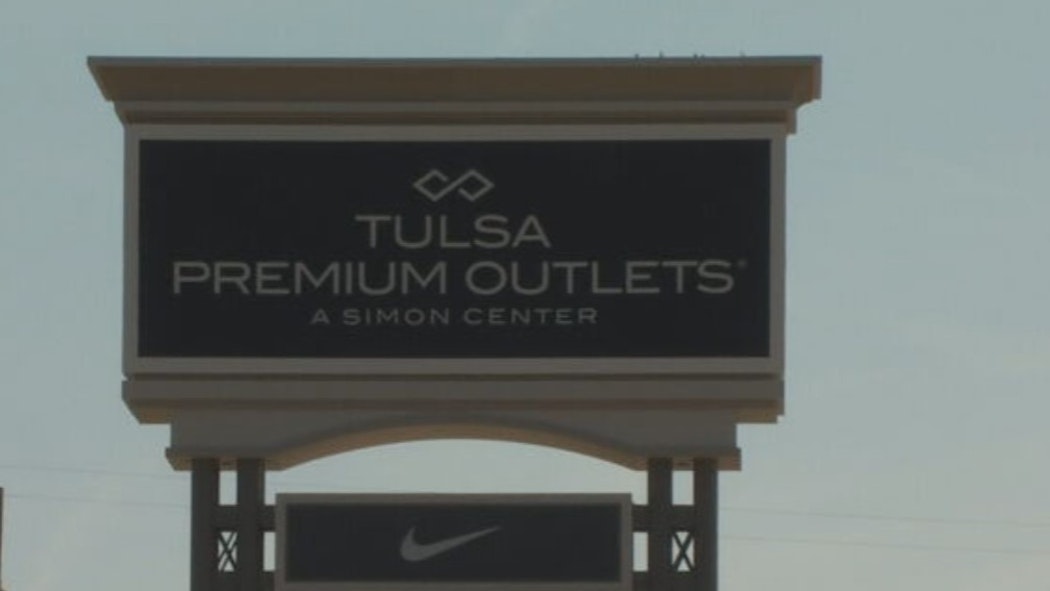 TULSA
PREMIUM OUTLETS®
A SIMON CENTER